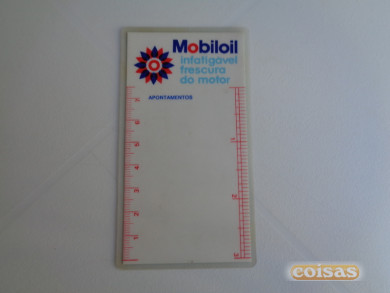 Mobiloil
infatigável
frescura
do motor
APONTAMENTOS
coisas